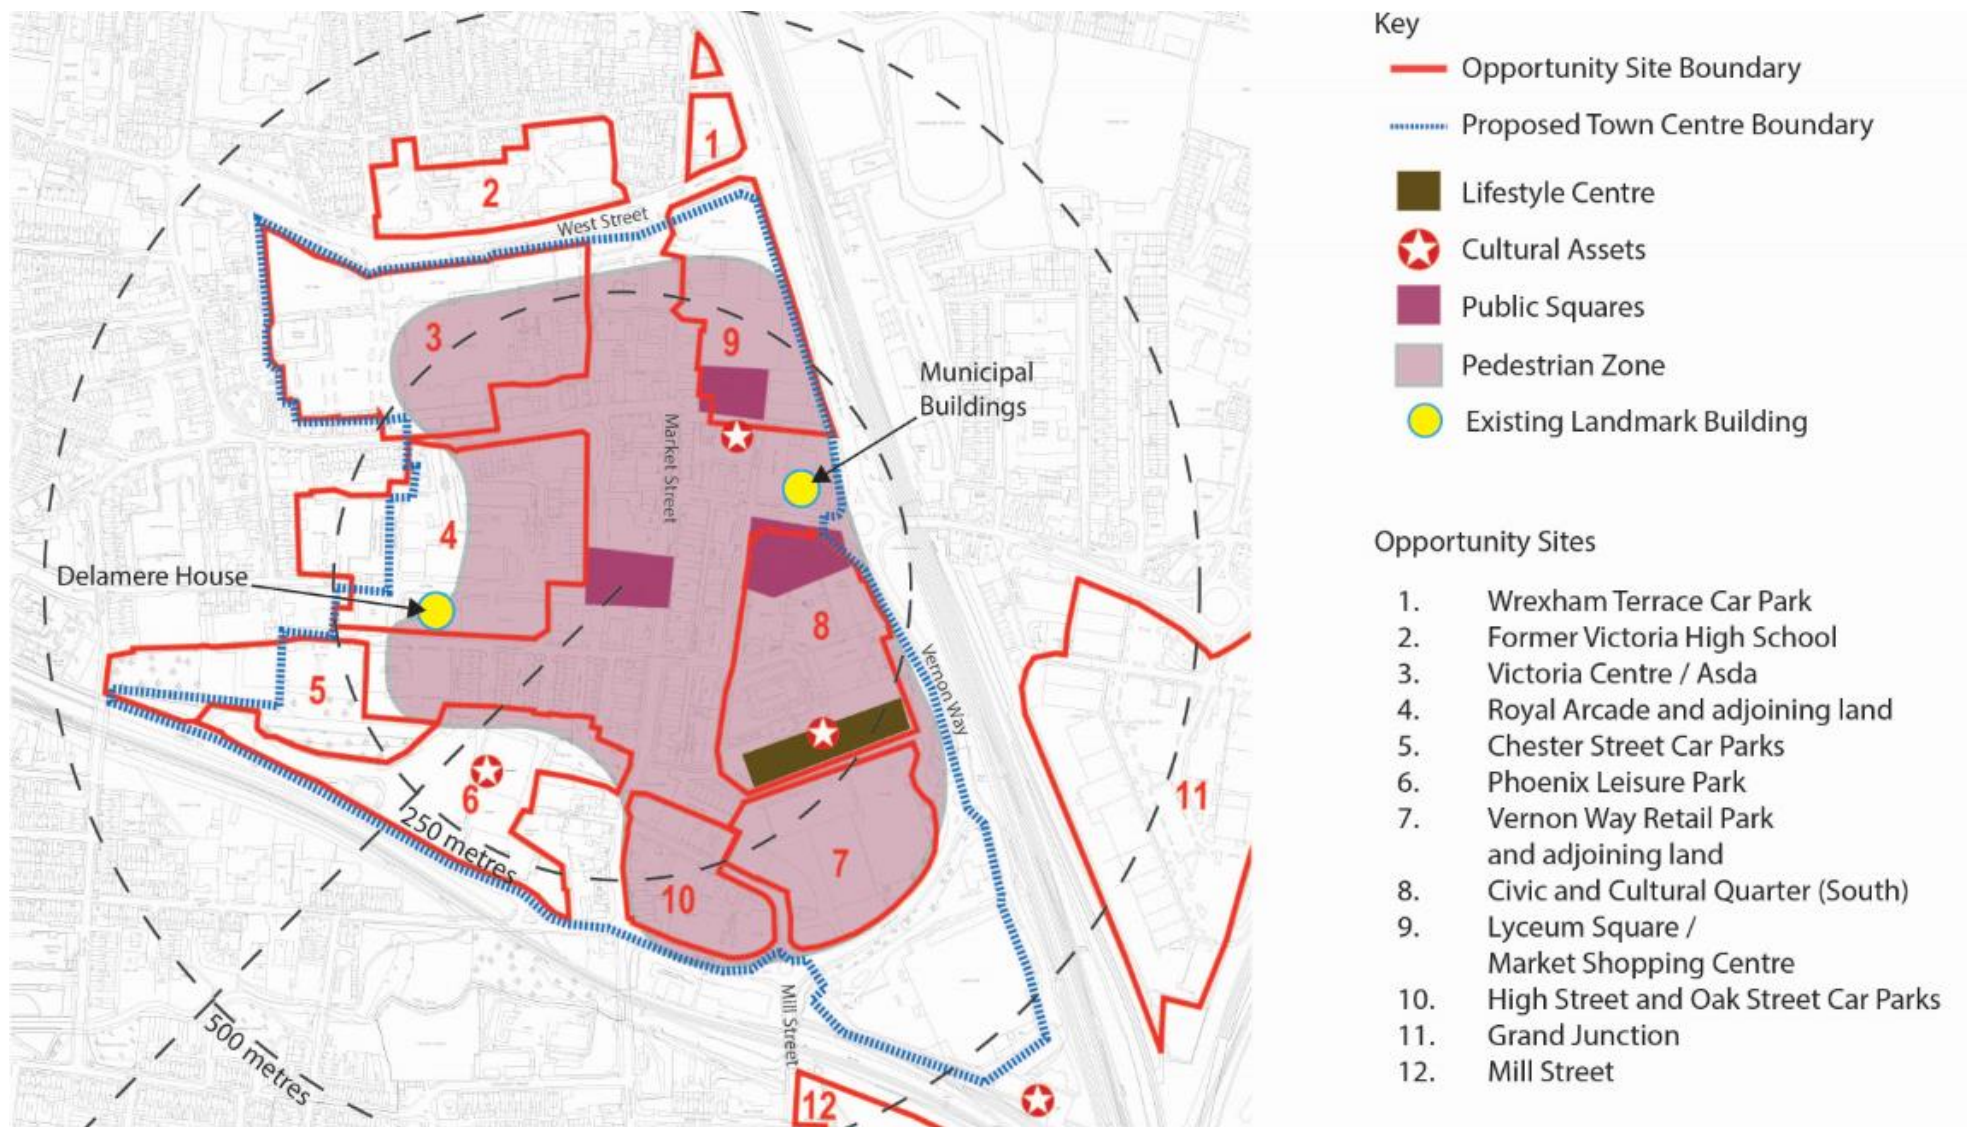 1
2
West Street
3
9
Municipal
Buildings
Market Street
4
Delamere House
8
5
Vernon Way
6
11
250 metres
7
10
Mill Street
500 metres
12
Key
Opportunity Site Boundary
Proposed Town Centre Boundary
Lifestyle Centre
Cultural Assets
Public Squares
Pedestrian Zone
Existing Landmark Building
Opportunity Sites
1. Wrexham Terrace Car Park
2. Former Victoria High School
3. Victoria Centre / Asda
4. Royal Arcade and adjoining land
5. Chester Street Car Parks
6. Phoenix Leisure Park
7. Vernon Way Retail Park
and adjoining land
8. Civic and Cultural Quarter (South)
9. Lyceum Square /
Market Shopping Centre
10. High Street and Oak Street Car Parks
11. Grand Junction
12. Mill Street